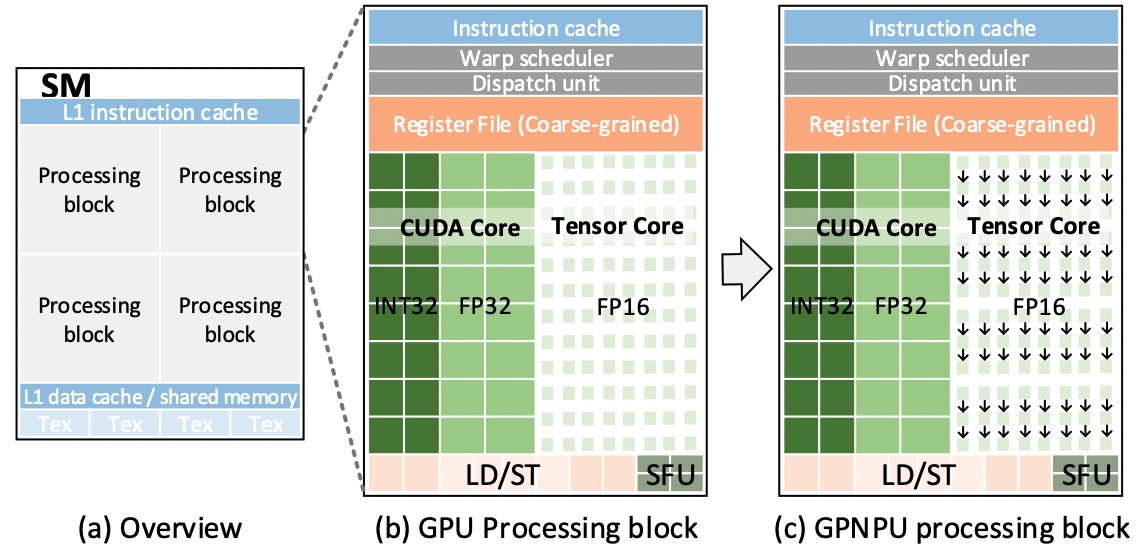 SM
L1 instruction cache
Processing block
Processing block
Processing block
Processing block
L1 data cache / shared memory
Tex Tex Tex Tex
(a) Overview
Instruction cache
Warp scheduler
Dispatch unit
Register File (Coarse-grained)
CUDA Core Tensor Core
INT32 FP32 FP16
LD/ST SFU
(b) GPU Processing block
Instruction cache
Warp scheduler
Dispatch unit
Register File (Coarse-grained)
CUDA Core Tensor Core
INT32 FP32 FP16
LD/ST SFU
(c) GPNPU processing block